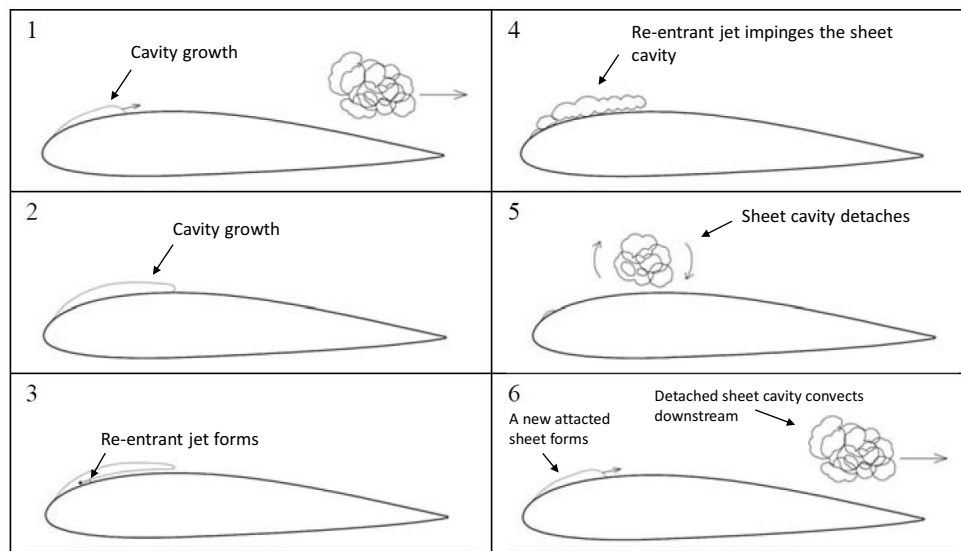 1
Cavity growth
2
Cavity growth
3
Re-entrant jet forms
4
Re-entrant jet impinges the sheet
cavity
5
Sheet cavity detaches
6
A new attacted
sheet forms
Detached sheet cavity convects
downstream